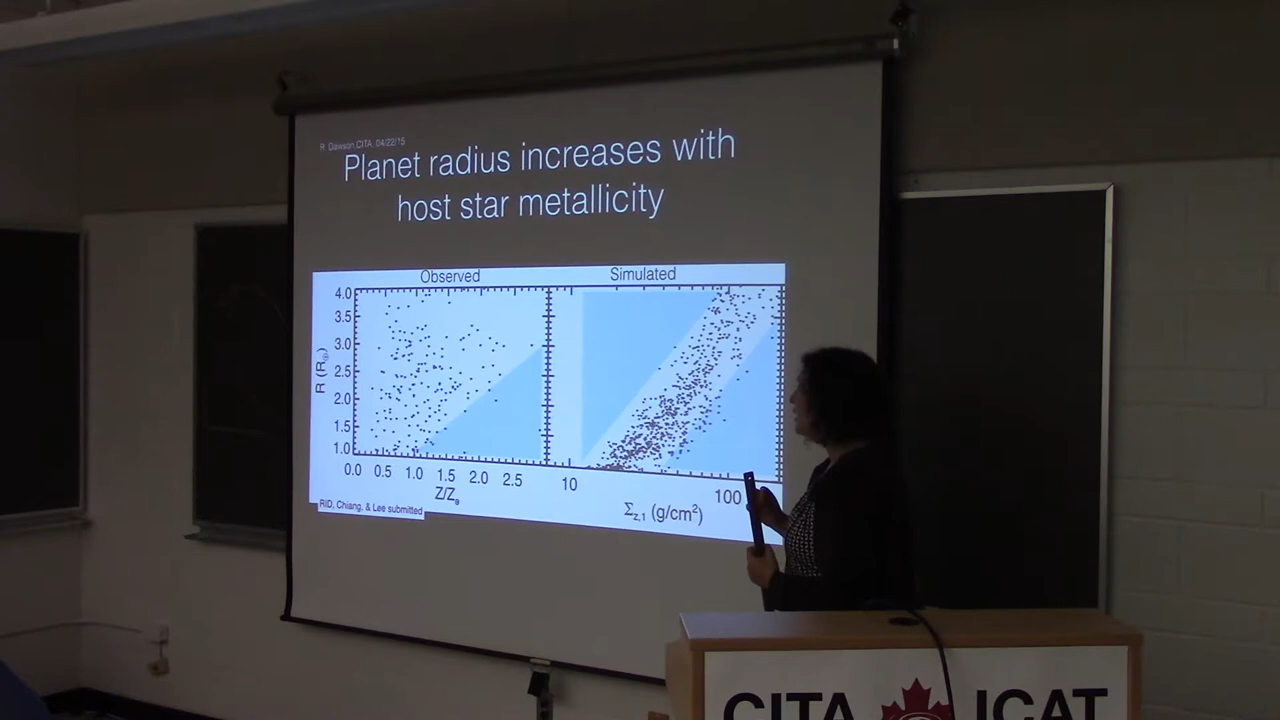 R. Dawson, CITA, 04/22/15
Planet radius increases with
host star metallicity
Observed
Simulated
4.0
3.5
3.0
2.5
2.0
1.5
1.0
R (R⊕)
0.0 0.5 1.0 1.5 2.0 2.5
10
100
Z/Z⊙
Σz,1 (g/cm²)
RID, Chiang, & Lee submitted
CITA ICAT